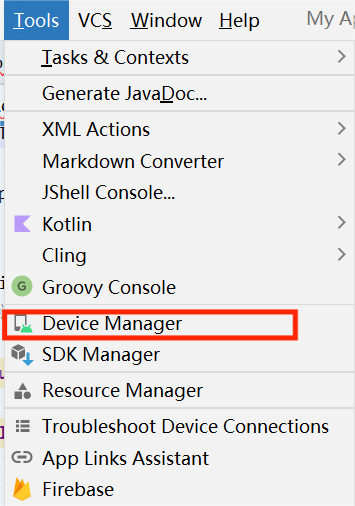 Tools VCS Window Help My Ap
Tasks & Contexts
Generate JavaDoc...
XML Actions
Markdown Converter
JShell Console...
Kotlin
Cling
G Groovy Console
Device Manager
SDK Manager
Resource Manager
Troubleshoot Device Connections
App Links Assistant
Firebase